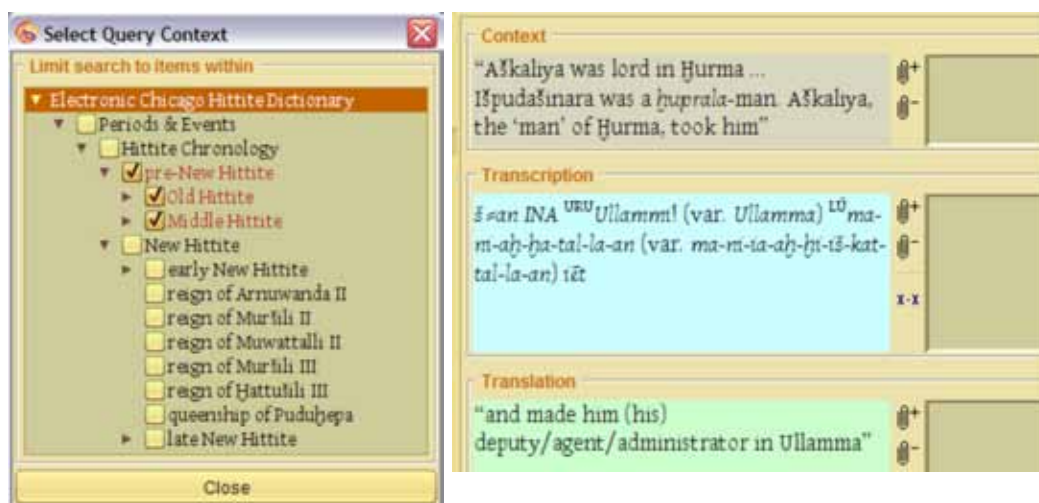 Select Query Context
Limit search to items within
Electronic Chicago Hittite Dictionary
Periods & Events
Hittite Chronology
pre-New Hittite
Old Hittite
Middle Hittite
New Hittite
early New Hittite
reign of Arnuwanda II
reign of Muršili II
reign of Muwattalli II
reign of Muršili III
reign of Ḫattušili III
queenship of Puduḫepa
late New Hittite
Close
Context
“Aškaliya was lord in Ḫurma ...
Išpudašinara was a ḫuprala-man. Aškaliya,
the ‘man’ of Ḫurma, took him”
Transcription
š⸗an INA URUUllammi! (var. Ullamma) LÚma-
ni-aḫ-ḫa-tal-la-an (var. ma-ni-ia-aḫ-ḫi-iš-kat-
tal-la-an) iēt
x-x
Translation
“and made him (his)
deputy/agent/administrator in Ullamma”